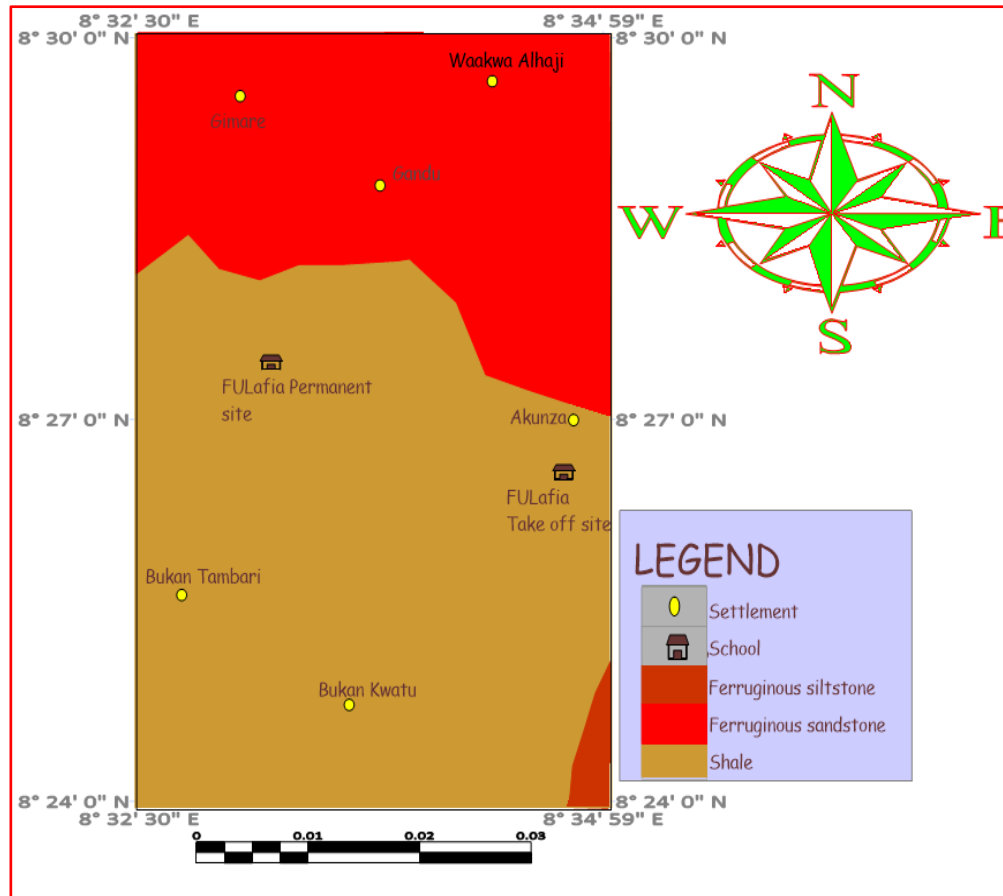 8° 32' 30" E
8° 34' 59" E
8° 30' 0" N
8° 30' 0" N
Waakwa Alhaji
Gimare
Gandu
N
W
E
S
FULafia Permanent
site
8° 27' 0" N
Akunza
8° 27' 0" N
FULafia
Take off site
Bukan Tambari
Bukan Kwatu
LEGEND
Settlement
School
Ferruginous siltstone
Ferruginous sandstone
Shale
8° 24' 0" N
8° 24' 0" N
8° 32' 30" E
8° 34' 59" E
0
0.01
0.02
0.03